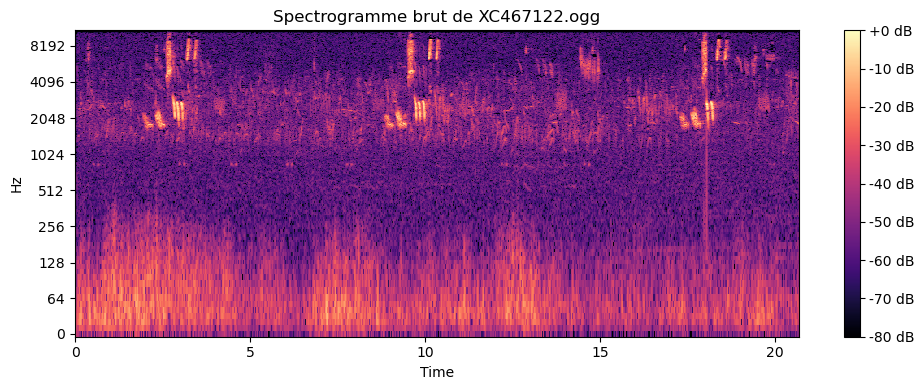 Spectrogramme brut de XC467122.ogg
8192
4096
2048
1024
512
256
128
64
0
Hz
0 5 10 15 20
Time
+0 dB
-10 dB
-20 dB
-30 dB
-40 dB
-50 dB
-60 dB
-70 dB
-80 dB